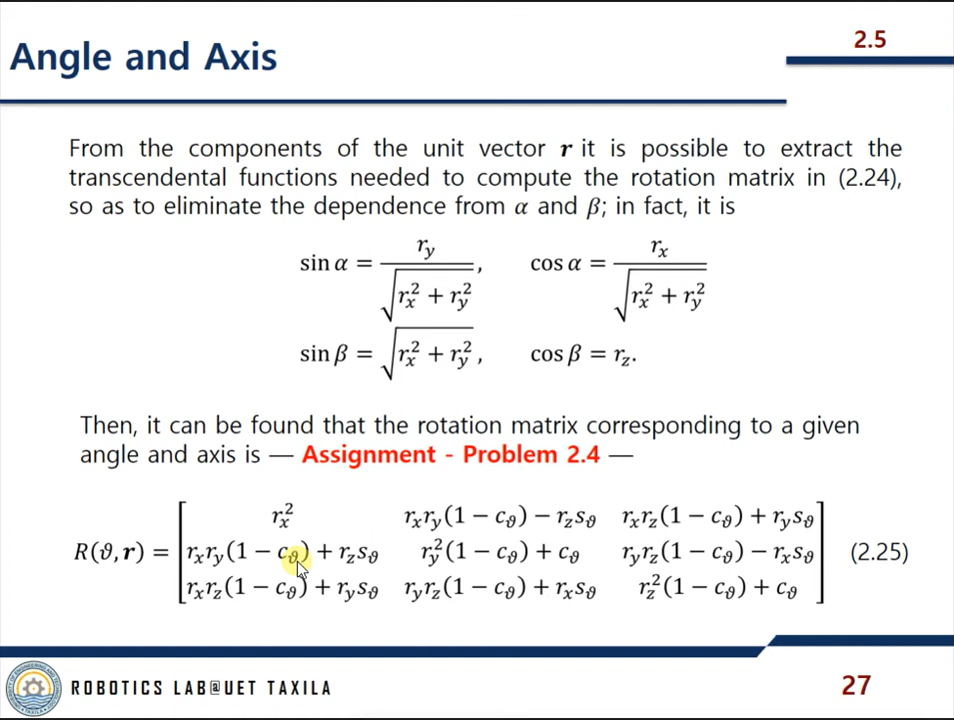 Angle and Axis
2.5
From the components of the unit vector r it is possible to extract the
transcendental functions needed to compute the rotation matrix in (2.24),
so as to eliminate the dependence from α and β; in fact, it is
sin α = r_y / √(r_x² + r_y²), cos α = r_x / √(r_x² + r_y²)
sin β = √(r_x² + r_y²), cos β = r_z.
Then, it can be found that the rotation matrix corresponding to a given
angle and axis is — Assignment - Problem 2.4 —
R(ϑ, r) = [ r_x² r_x r_y(1 − c_ϑ) − r_z s_ϑ r_x r_z(1 − c_ϑ) + r_y s_ϑ
r_x r_y(1 − c_ϑ) + r_z s_ϑ r_y²(1 − c_ϑ) + c_ϑ r_y r_z(1 − c_ϑ) − r_x s_ϑ
r_x r_z(1 − c_ϑ) + r_y s_ϑ r_y r_z(1 − c_ϑ) + r_x s_ϑ r_z²(1 − c_ϑ) + c_ϑ ] (2.25)
ROBOTICS LAB@UET TAXILA
27